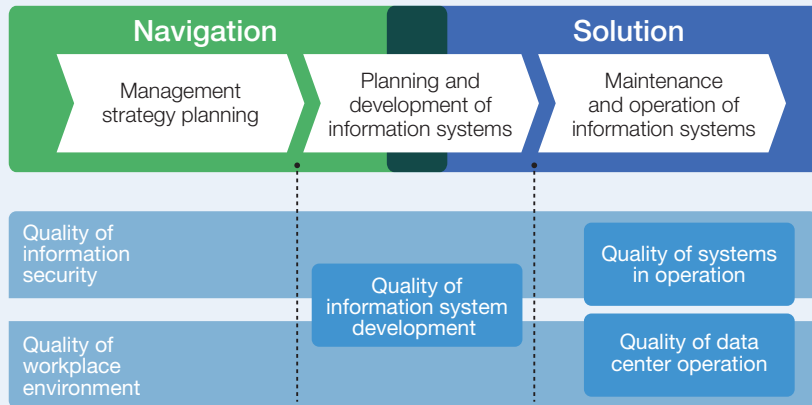 Navigation
Solution
Management
strategy planning
Planning and
development of
information systems
Maintenance
and operation of
information systems
Quality of
information
security
Quality of
information system
development
Quality of systems
in operation
Quality of
workplace
environment
Quality of data
center operation